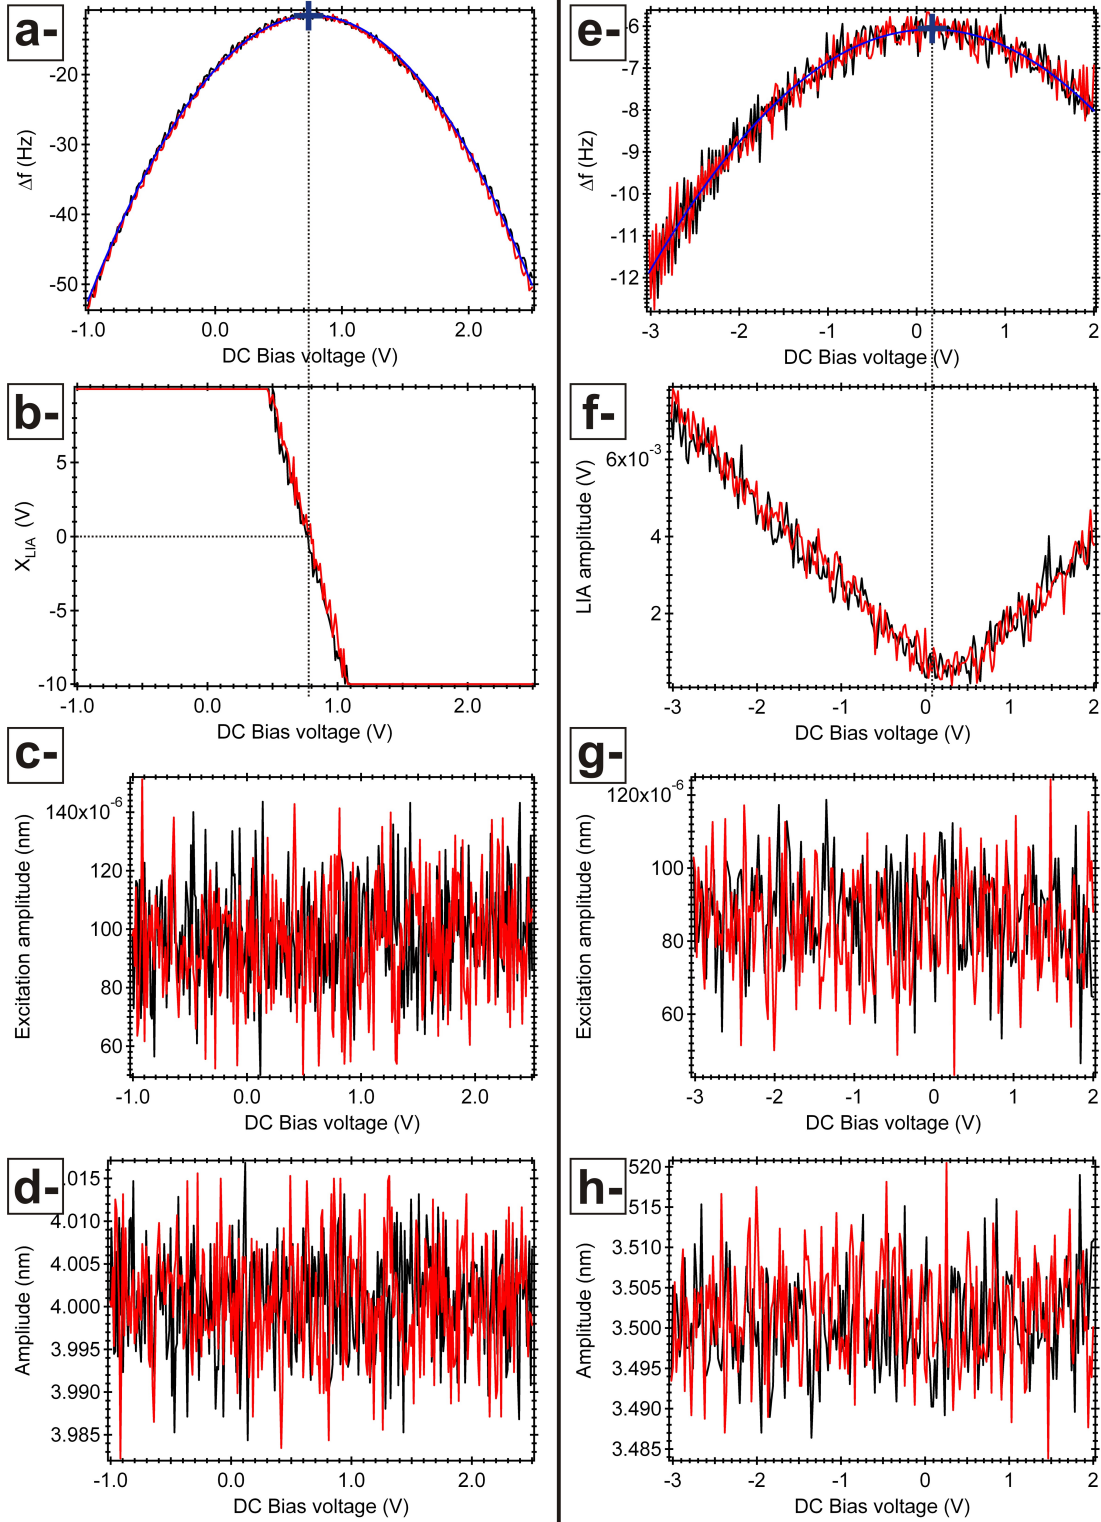 a-
-20
-30
-40
-50
Δf (Hz)
-1.0 0.0 1.0 2.0
DC Bias voltage (V)
b-
5
0
-5
-10
XLIA (V)
-1.0 0.0 1.0 2.0
DC Bias voltage (V)
c-
140x10-6
120
100
80
60
Excitation amplitude (nm)
-1.0 0.0 1.0 2.0
DC Bias voltage (V)
d-
.015
4.010
4.005
4.000
3.995
3.990
3.985
Amplitude (nm)
-1.0 0.0 1.0 2.0
DC Bias voltage (V)
e-
-6
-7
-8
-9
-10
-11
-12
Δf (Hz)
-3 -2 -1 0 1 2
DC Bias voltage (V)
f-
6x10-3
4
2
LIA amplitude (V)
-3 -2 -1 0 1 2
DC Bias voltage (V)
g-
120x10-6
100
80
60
Excitation amplitude (nm)
-3 -2 -1 0 1 2
DC Bias voltage (V)
h-
3.520
3.515
3.510
3.505
3.500
3.495
3.490
3.485
Amplitude (nm)
-3 -2 -1 0 1 2
DC Bias voltage (V)